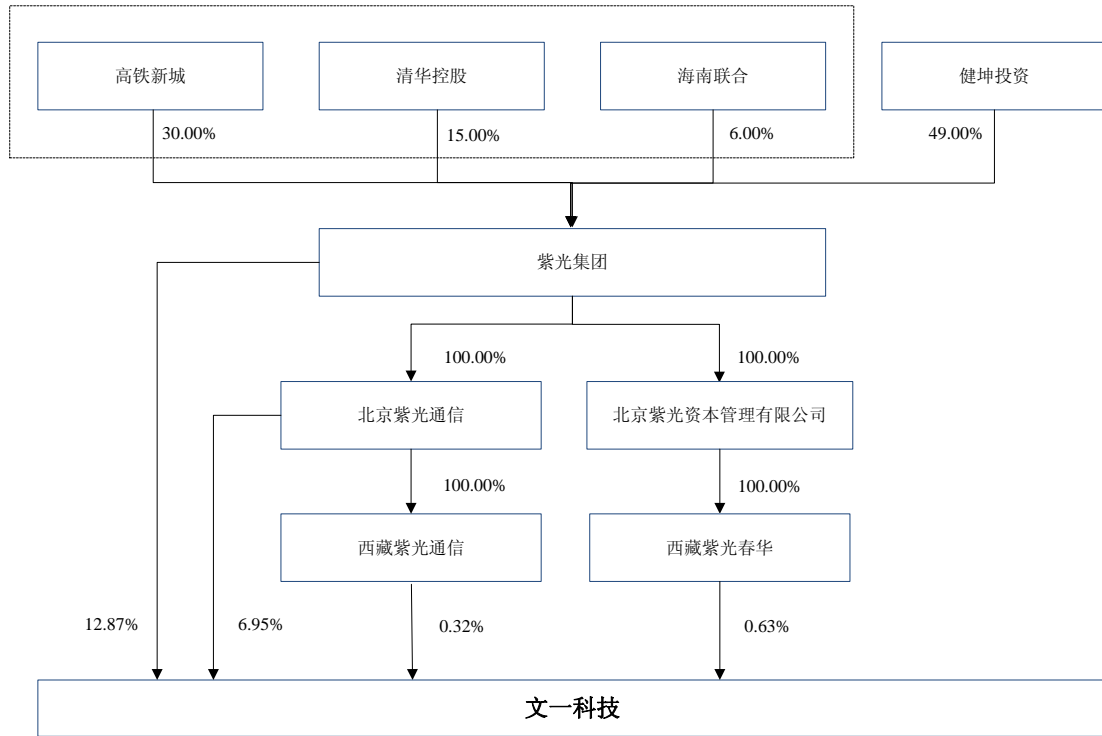 高铁新城
清华控股
海南联合
健坤投资
30.00%
15.00%
6.00%
49.00%
紫光集团
100.00%
100.00%
北京紫光通信
北京紫光资本管理有限公司
100.00%
100.00%
西藏紫光通信
西藏紫光春华
12.87%
6.95%
0.32%
0.63%
文一科技